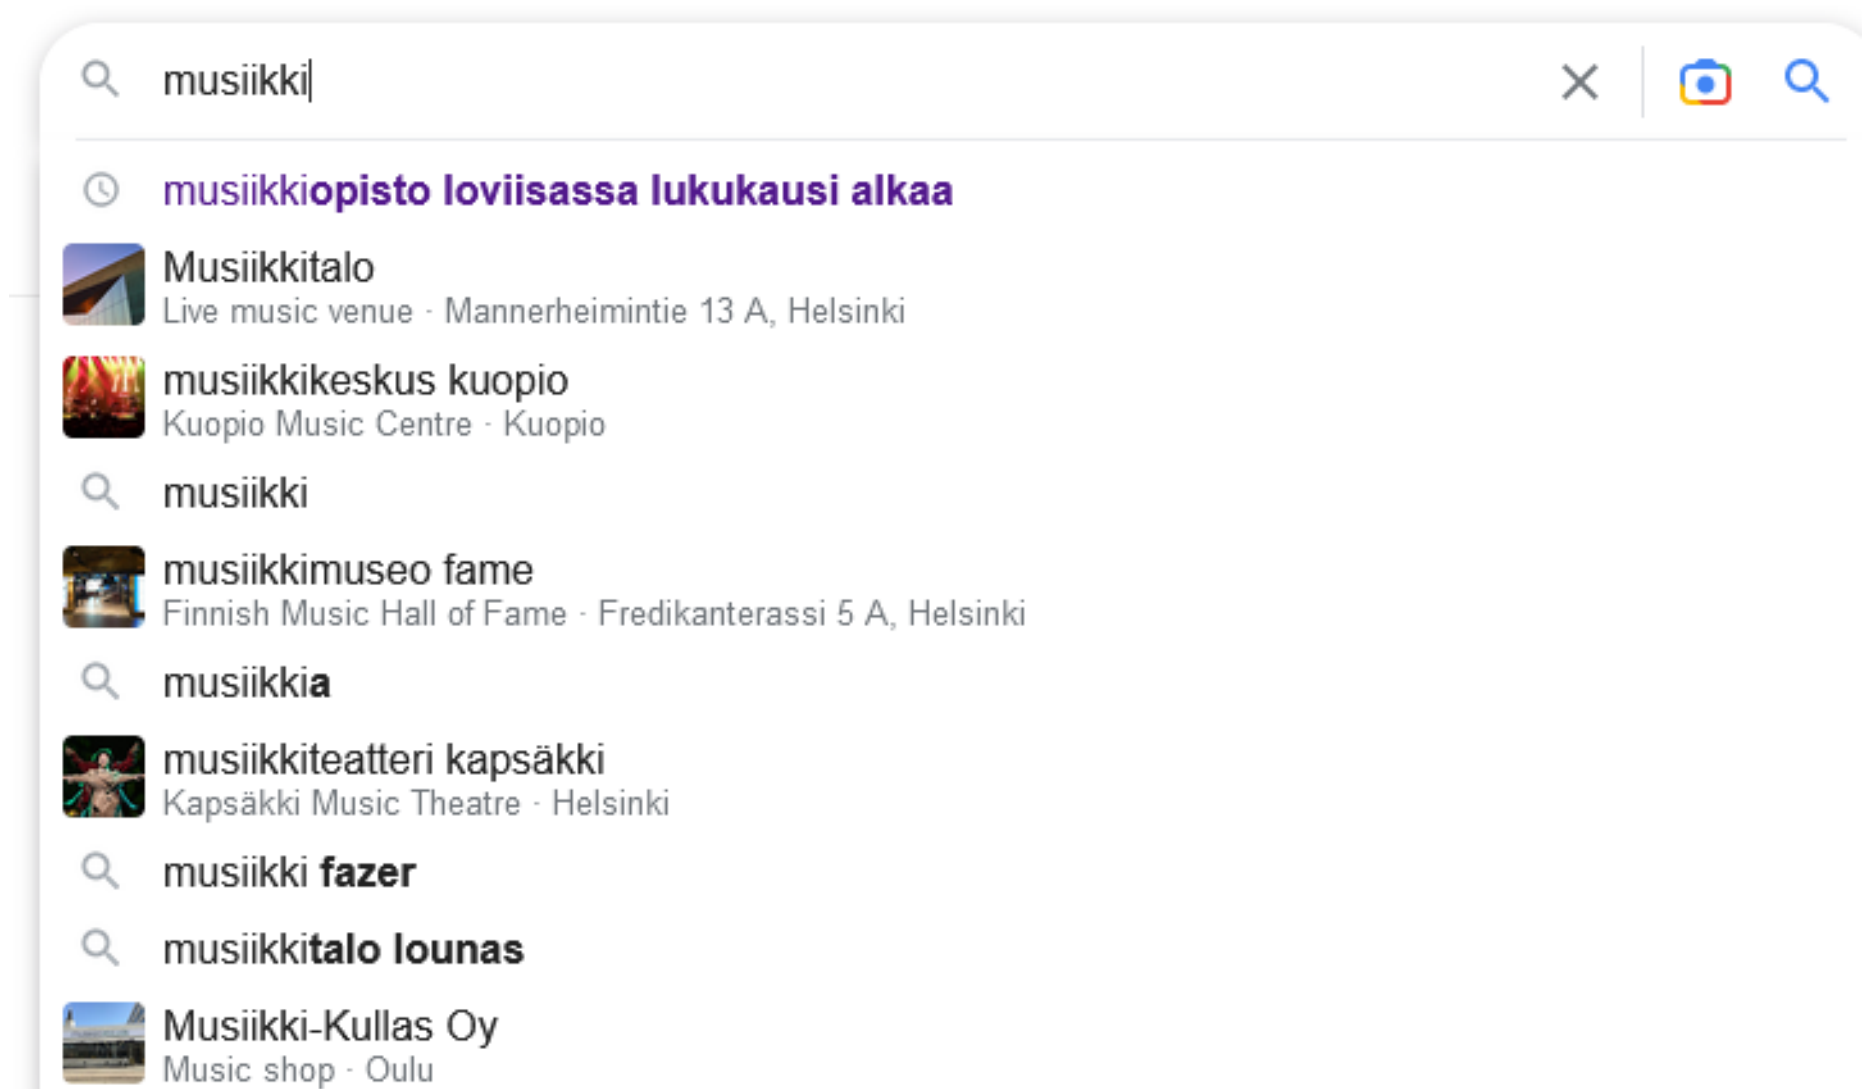 musiikki
musiikkiopisto loviisassa lukukausi alkaa
Musiikkitalo
Live music venue · Mannerheimintie 13 A, Helsinki
musiikkikeskus kuopio
Kuopio Music Centre · Kuopio
musiikki
musiikkimuseo fame
Finnish Music Hall of Fame · Fredikanterassi 5 A, Helsinki
musiikkia
musiikkiteatteri kapsäkki
Kapsäkki Music Theatre · Helsinki
musiikki fazer
musiikkitalo lounas
Musiikki-Kullas Oy
Music shop · Oulu